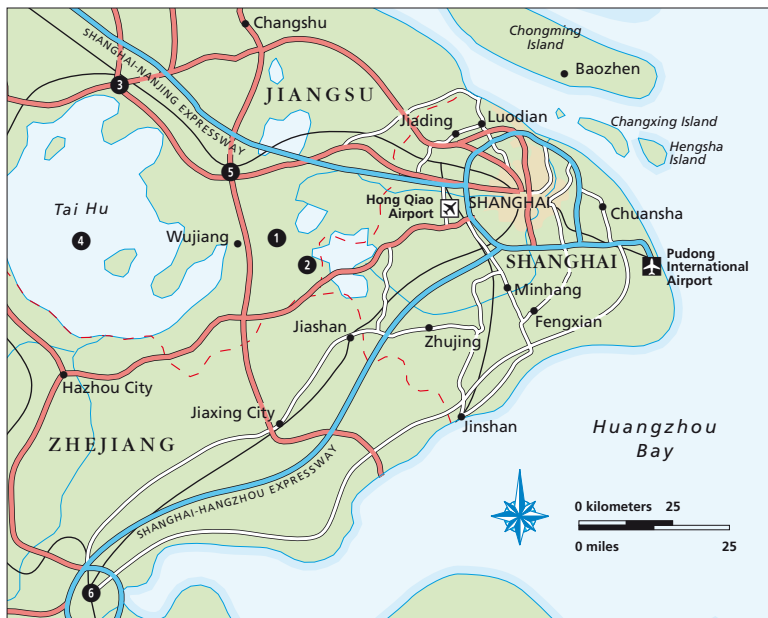 Changshu
Chongming
Island
Baozhen
SHANGHAI-NANJING EXPRESSWAY
3
JIANGSU
Jiading
Luodian
Changxing Island
Hengsha
Island
5
Tai Hu
4
Hong Qiao
Airport
SHANGHAI
Chuansha
Wujiang
1
2
SHANGHAI
Pudong
International
Airport
Minhang
Jiashan
Zhujing
Fengxian
Hazhou City
Jiaxing City
Jinshan
ZHEJIANG
Huangzhou
Bay
SHANGHAI-HANGZHOU EXPRESSWAY
0 kilometers 25
0 miles 25
6